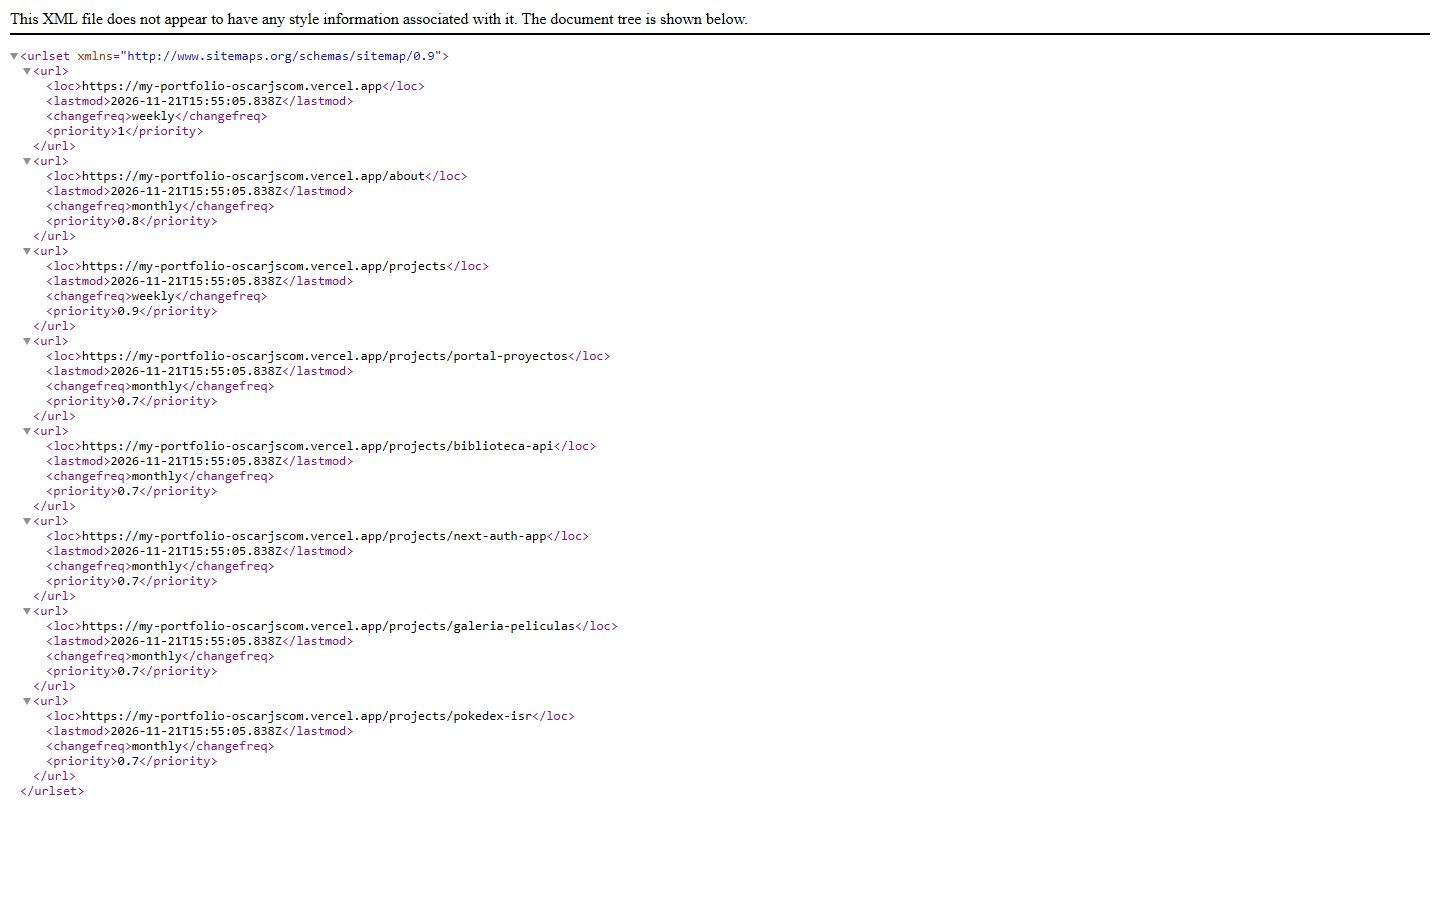 This XML file does not appear to have any style information associated with it. The document tree is shown below.
<urlset xmlns="http://www.sitemaps.org/schemas/sitemap/0.9">
<url>
<loc>https://my-portfolio-oscarjscom.vercel.app</loc>
<lastmod>2026-11-21T15:55:05.838Z</lastmod>
<changefreq>weekly</changefreq>
<priority>1</priority>
</url>
<url>
<loc>https://my-portfolio-oscarjscom.vercel.app/about</loc>
<lastmod>2026-11-21T15:55:05.838Z</lastmod>
<changefreq>monthly</changefreq>
<priority>0.8</priority>
</url>
<url>
<loc>https://my-portfolio-oscarjscom.vercel.app/projects</loc>
<lastmod>2026-11-21T15:55:05.838Z</lastmod>
<changefreq>weekly</changefreq>
<priority>0.9</priority>
</url>
<url>
<loc>https://my-portfolio-oscarjscom.vercel.app/projects/portal-proyectos</loc>
<lastmod>2026-11-21T15:55:05.838Z</lastmod>
<changefreq>monthly</changefreq>
<priority>0.7</priority>
</url>
<url>
<loc>https://my-portfolio-oscarjscom.vercel.app/projects/biblioteca-api</loc>
<lastmod>2026-11-21T15:55:05.838Z</lastmod>
<changefreq>monthly</changefreq>
<priority>0.7</priority>
</url>
<url>
<loc>https://my-portfolio-oscarjscom.vercel.app/projects/next-auth-app</loc>
<lastmod>2026-11-21T15:55:05.838Z</lastmod>
<changefreq>monthly</changefreq>
<priority>0.7</priority>
</url>
<url>
<loc>https://my-portfolio-oscarjscom.vercel.app/projects/galeria-peliculas</loc>
<lastmod>2026-11-21T15:55:05.838Z</lastmod>
<changefreq>monthly</changefreq>
<priority>0.7</priority>
</url>
<url>
<loc>https://my-portfolio-oscarjscom.vercel.app/projects/pokedex-isr</loc>
<lastmod>2026-11-21T15:55:05.838Z</lastmod>
<changefreq>monthly</changefreq>
<priority>0.7</priority>
</url>
</urlset>